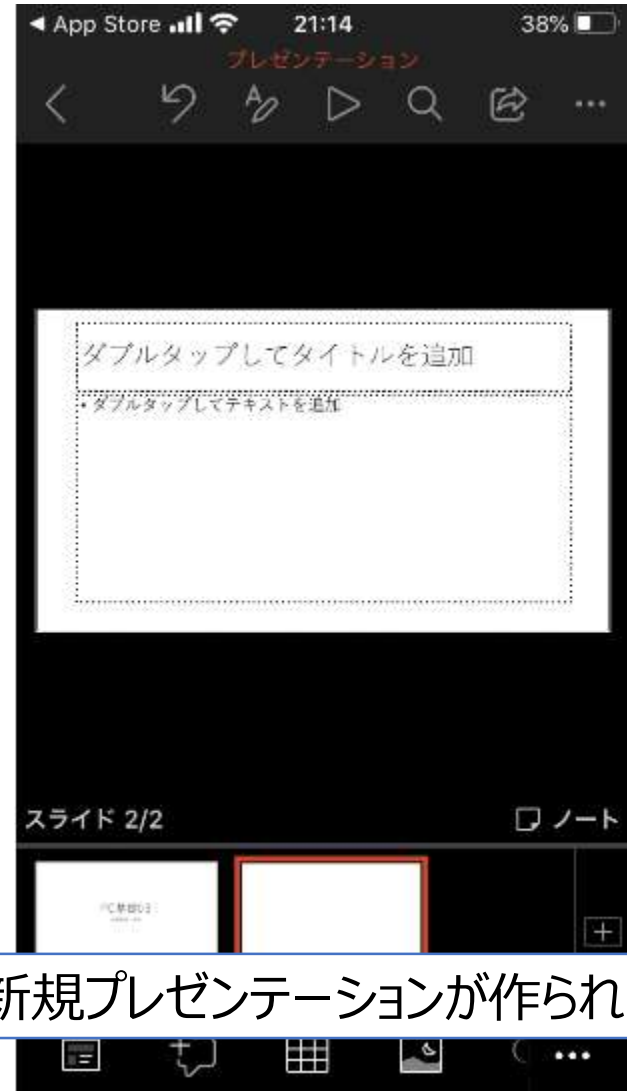 ◀ App Store 21:14 38%
プレゼンテーション
ダブルタップしてタイトルを追加
• ダブルタップしてテキストを追加
スライド 2/2 ノート
新規プレゼンテーションが作られ